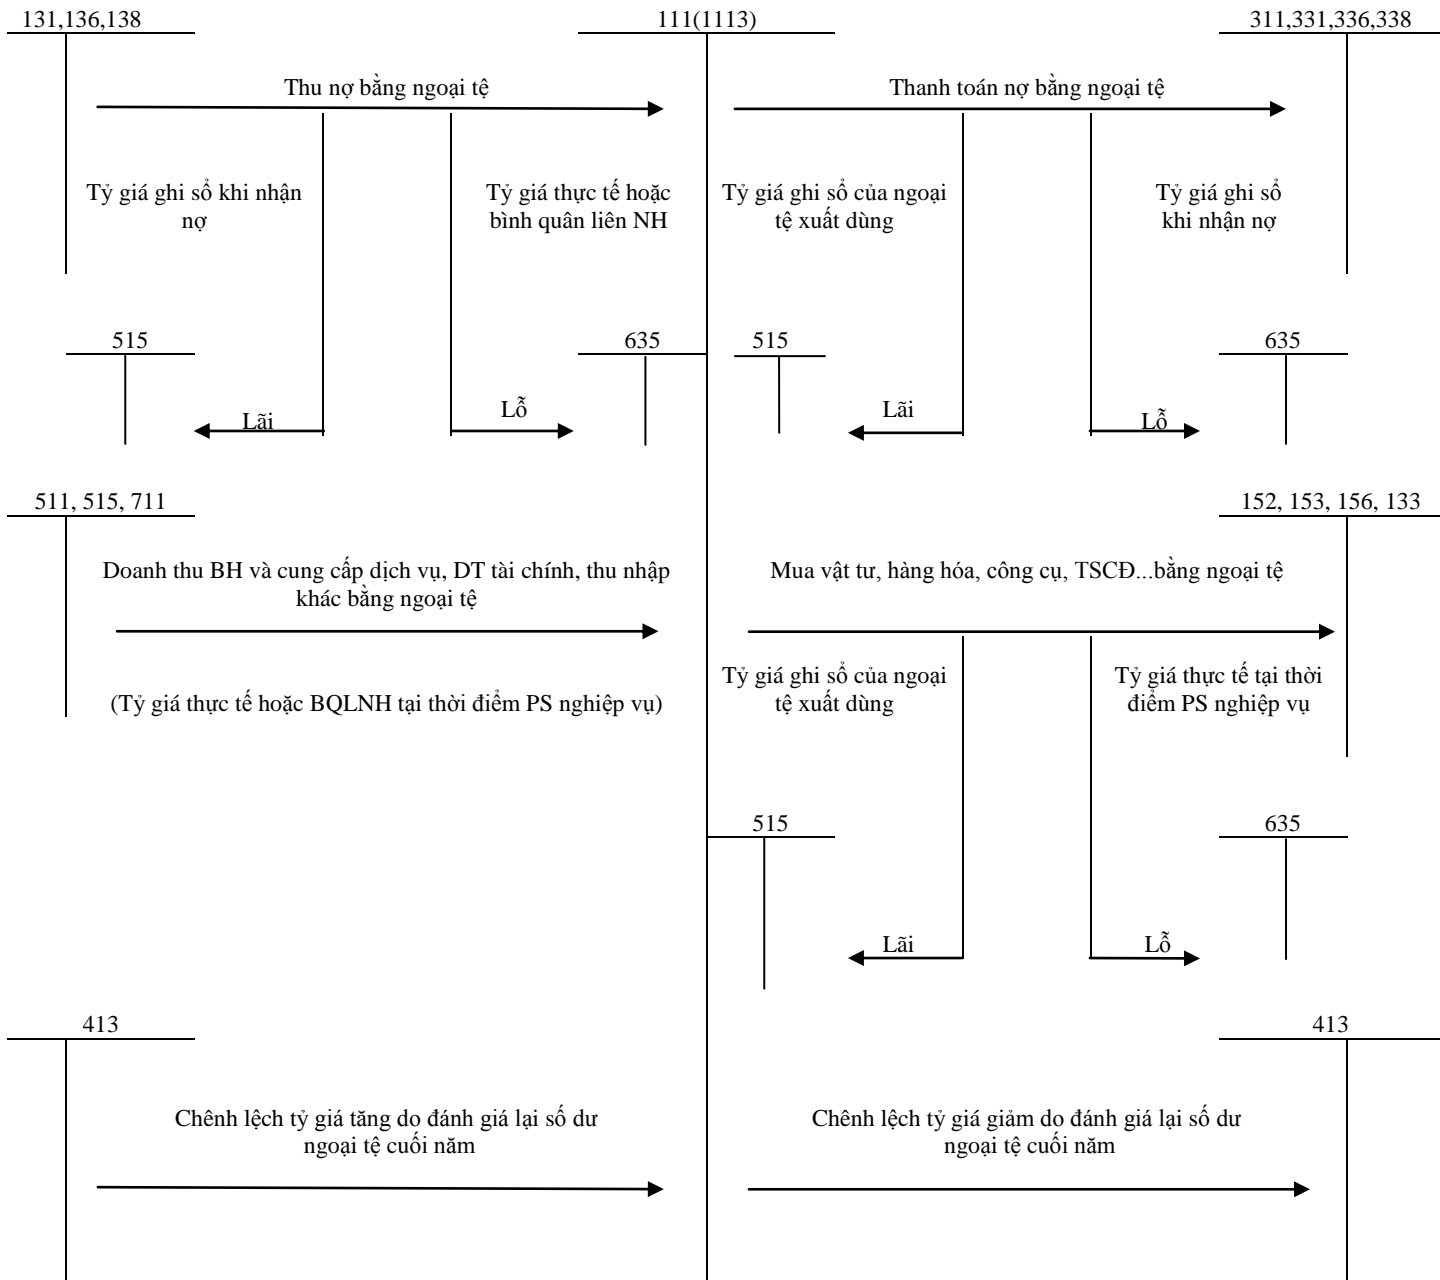 131,136,138
111(1113)
311,331,336,338
Thu nợ bằng ngoại tệ
Thanh toán nợ bằng ngoại tệ
Tỷ giá ghi sổ khi nhận
nợ
Tỷ giá thực tế hoặc
bình quân liên NH
Tỷ giá ghi sổ của ngoại
tệ xuất dùng
Tỷ giá ghi sổ
khi nhận nợ
515
635
515
635
Lãi
Lỗ
Lãi
Lỗ
511, 515, 711
152, 153, 156, 133
Doanh thu BH và cung cấp dịch vụ, DT tài chính, thu nhập
khác bằng ngoại tệ
Mua vật tư, hàng hóa, công cụ, TSCĐ...bằng ngoại tệ
(Tỷ giá thực tế hoặc BQLNH tại thời điểm PS nghiệp vụ)
Tỷ giá ghi sổ của ngoại
tệ xuất dùng
Tỷ giá thực tế tại thời
điểm PS nghiệp vụ
515
635
Lãi
Lỗ
413
413
Chênh lệch tỷ giá tăng do đánh giá lại số dư
ngoại tệ cuối năm
Chênh lệch tỷ giá giảm do đánh giá lại số dư
ngoại tệ cuối năm